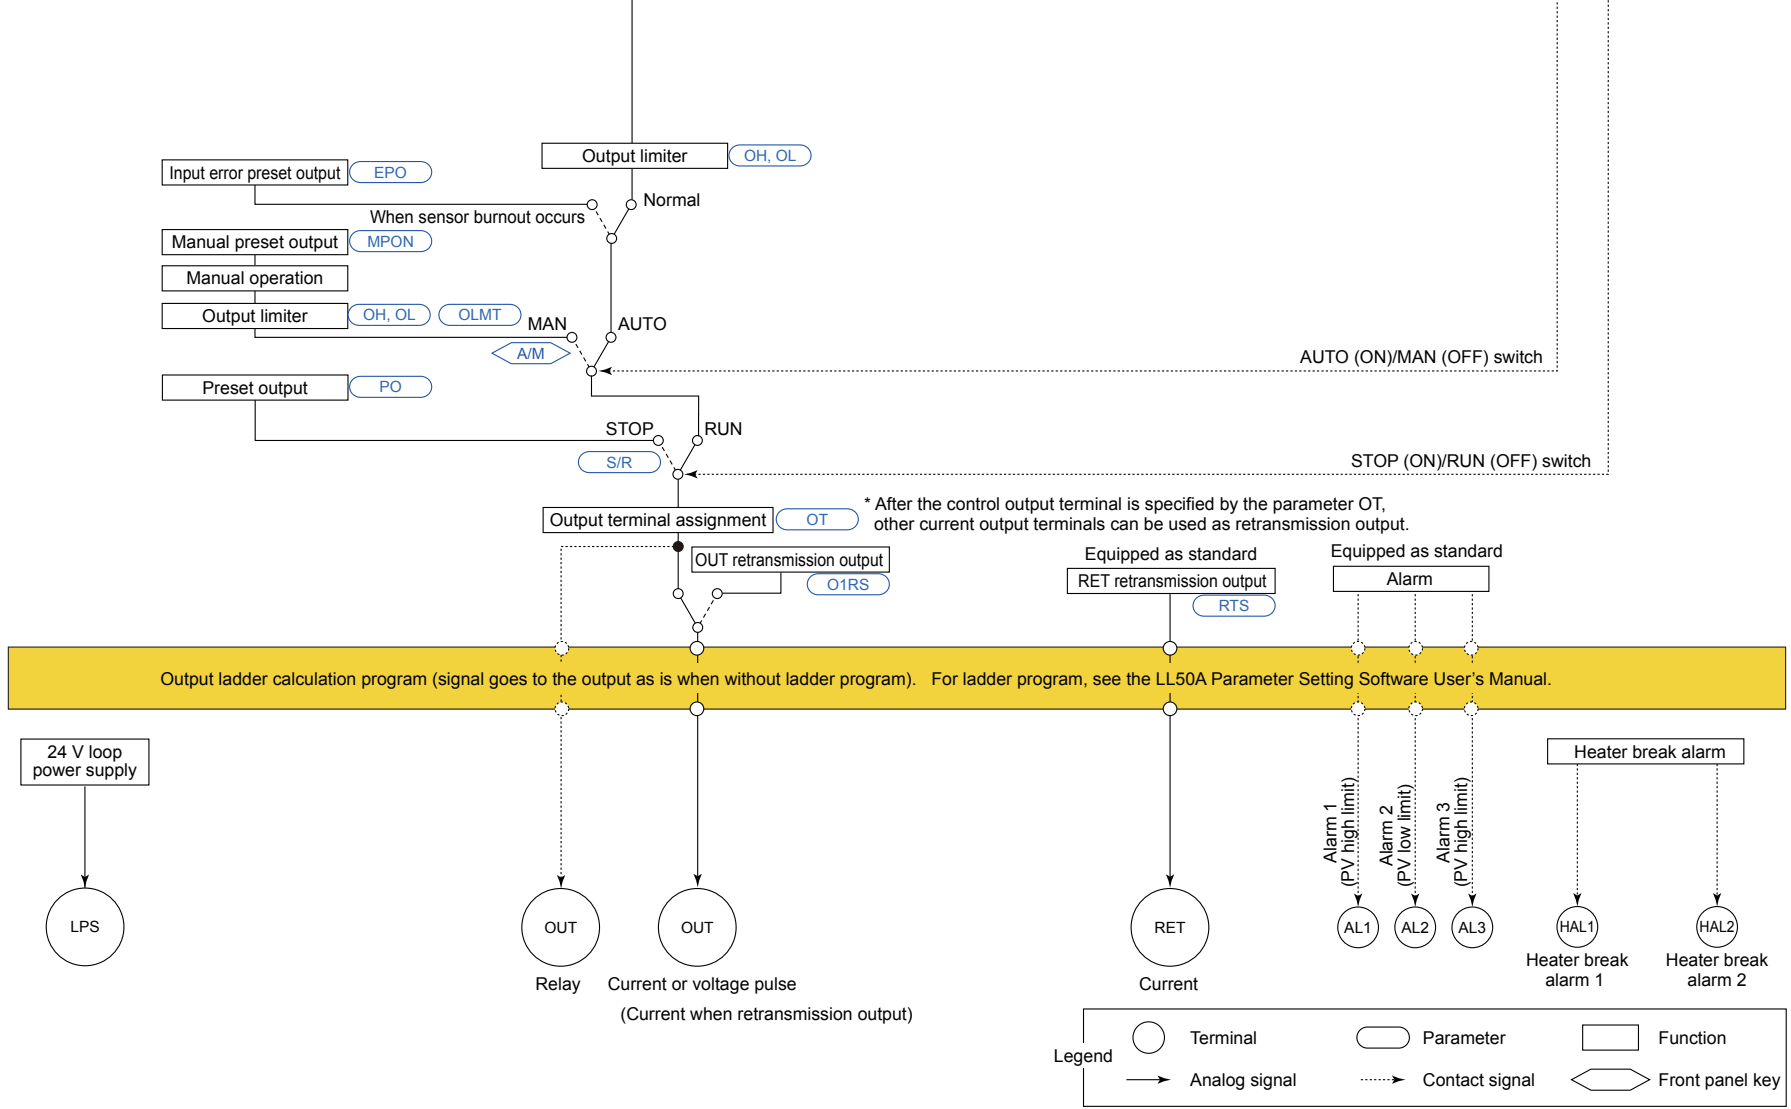 Output limiter
OH, OL
Input error preset output
EPO
Normal
When sensor burnout occurs
Manual preset output
MPON
Manual operation
Output limiter
OH, OL
OLMT
MAN
AUTO
A/M
AUTO (ON)/MAN (OFF) switch
Preset output
PO
STOP
RUN
S/R
STOP (ON)/RUN (OFF) switch
Output terminal assignment
OT
* After the control output terminal is specified by the parameter OT,
other current output terminals can be used as retransmission output.
OUT retransmission output
O1RS
Equipped as standard
RET retransmission output
RTS
Equipped as standard
Alarm
Output ladder calculation program (signal goes to the output as is when without ladder program). For ladder program, see the LL50A Parameter Setting Software User's Manual.
24 V loop
power supply
Heater break alarm
Alarm 1
(PV high limit)
Alarm 2
(PV low limit)
Alarm 3
(PV high limit)
LPS
OUT
OUT
RET
AL1
AL2
AL3
HAL1
HAL2
Relay
Current or voltage pulse
(Current when retransmission output)
Current
Heater break
alarm 1
Heater break
alarm 2
Legend
Terminal
Parameter
Function
Analog signal
Contact signal
Front panel key